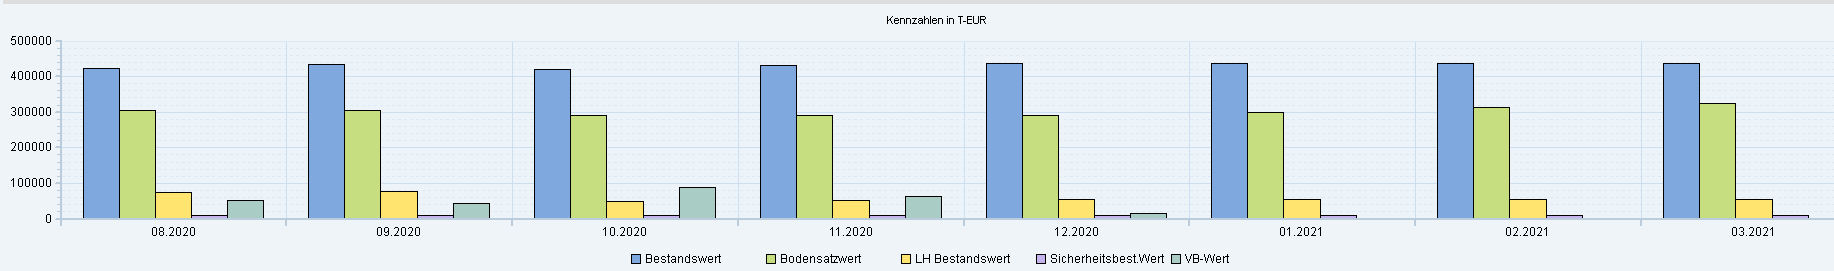 Kennzahlen in T-EUR
500000
400000
300000
200000
100000
0
08.2020 09.2020 10.2020 11.2020 12.2020 01.2021 02.2021 03.2021
Bestandswert Bodensatzwert LH Bestandswert Sicherheitsbest.Wert VB-Wert